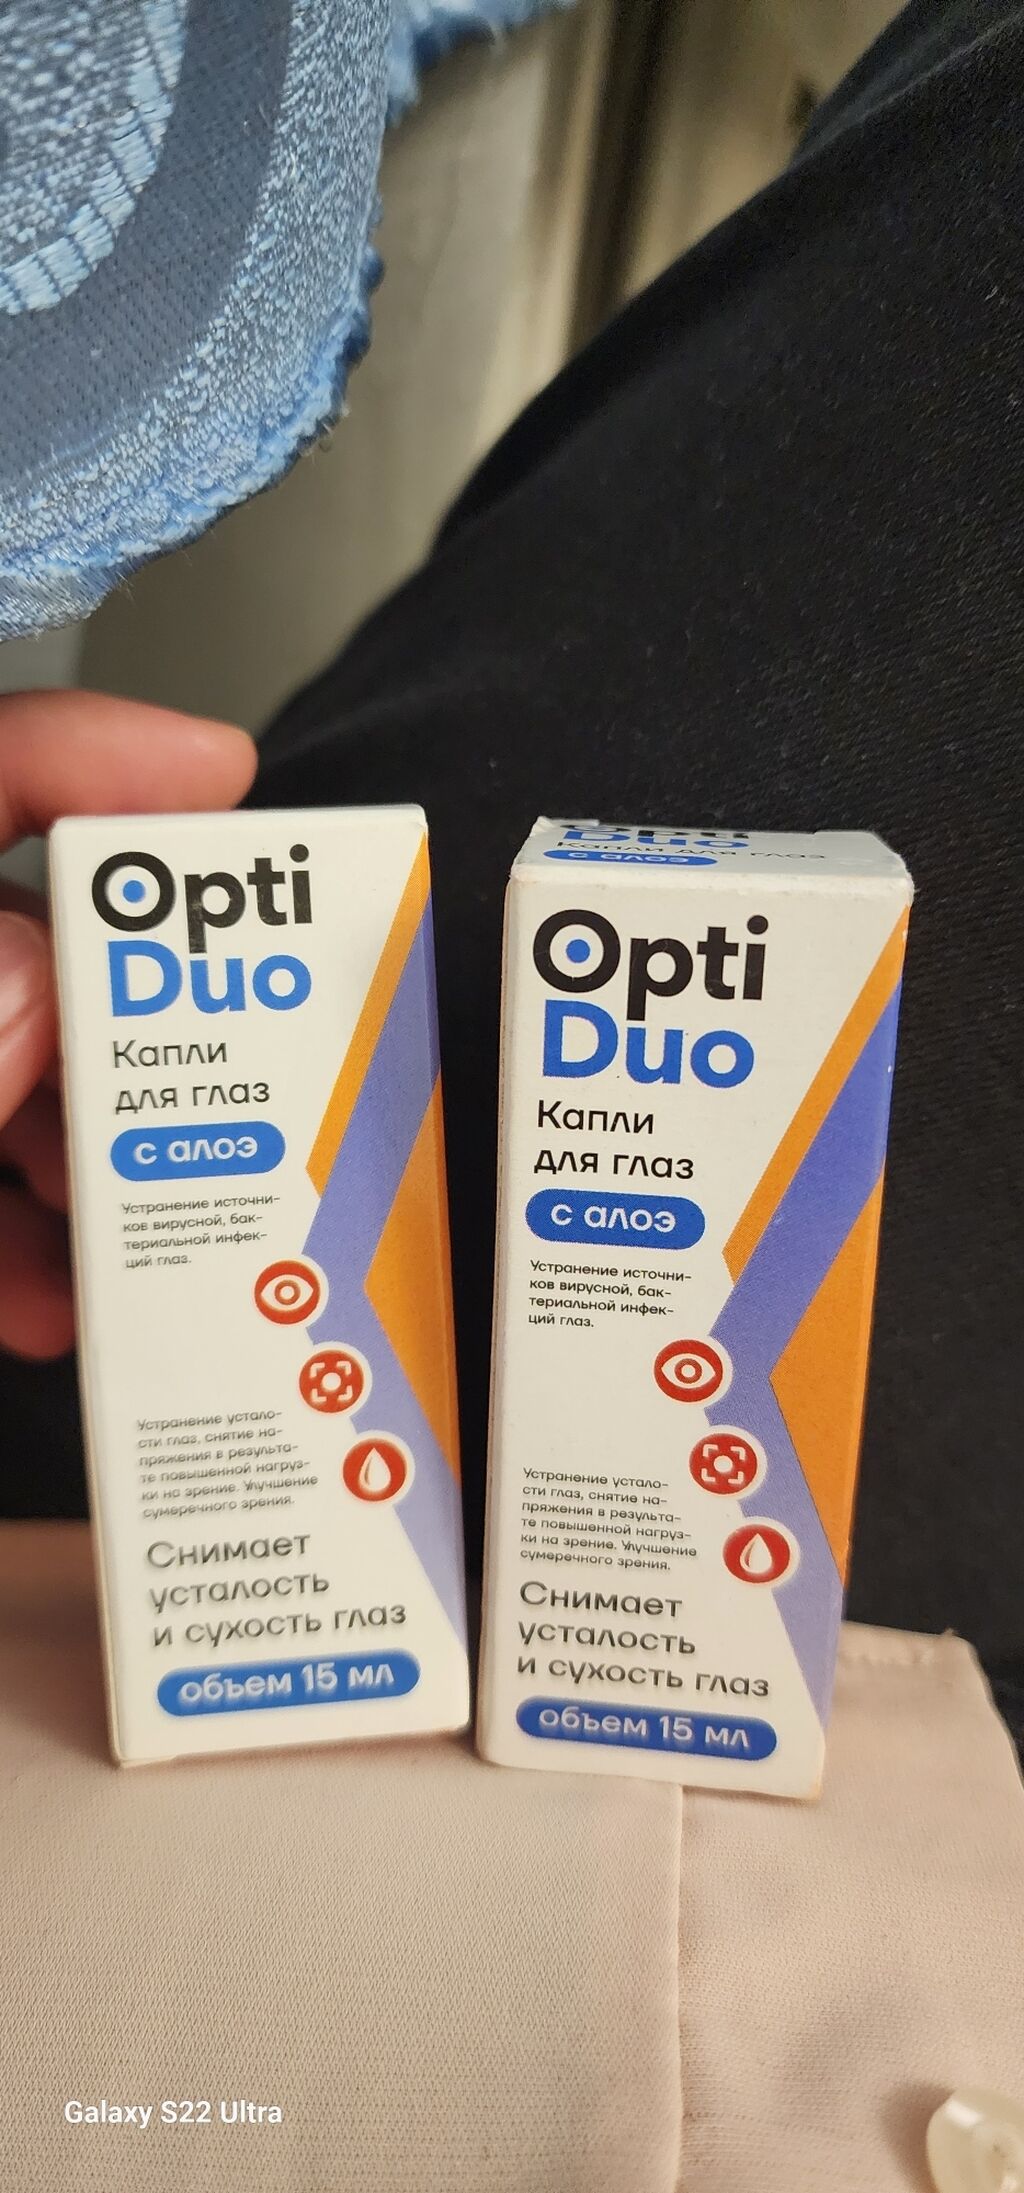 Opti
Duo
Капли
для глаз
с алоэ
Устранение источни-
ков вирусной, бак-
териальной инфек-
ций глаз.
Устранение устало-
сти глаз, снятие на-
пряжения в результа-
те повышенной нагруз-
ки на зрение. Улучшение
сумеречного зрения.
Снимает
усталость
и сухость глаз
объем 15 мл
Opti
Duo
Капли для глаз
с алоэ
Opti
Duo
Капли
для глаз
с алоэ
Устранение источни-
ков вирусной, бак-
териальной инфек-
ций глаз.
Устранение устало-
сти глаз, снятие на-
пряжения в результа-
те повышенной нагруз-
ки на зрение. Улучшение
сумеречного зрения.
Снимает
усталость
и сухость глаз
объем 15 мл
Galaxy S22 Ultra